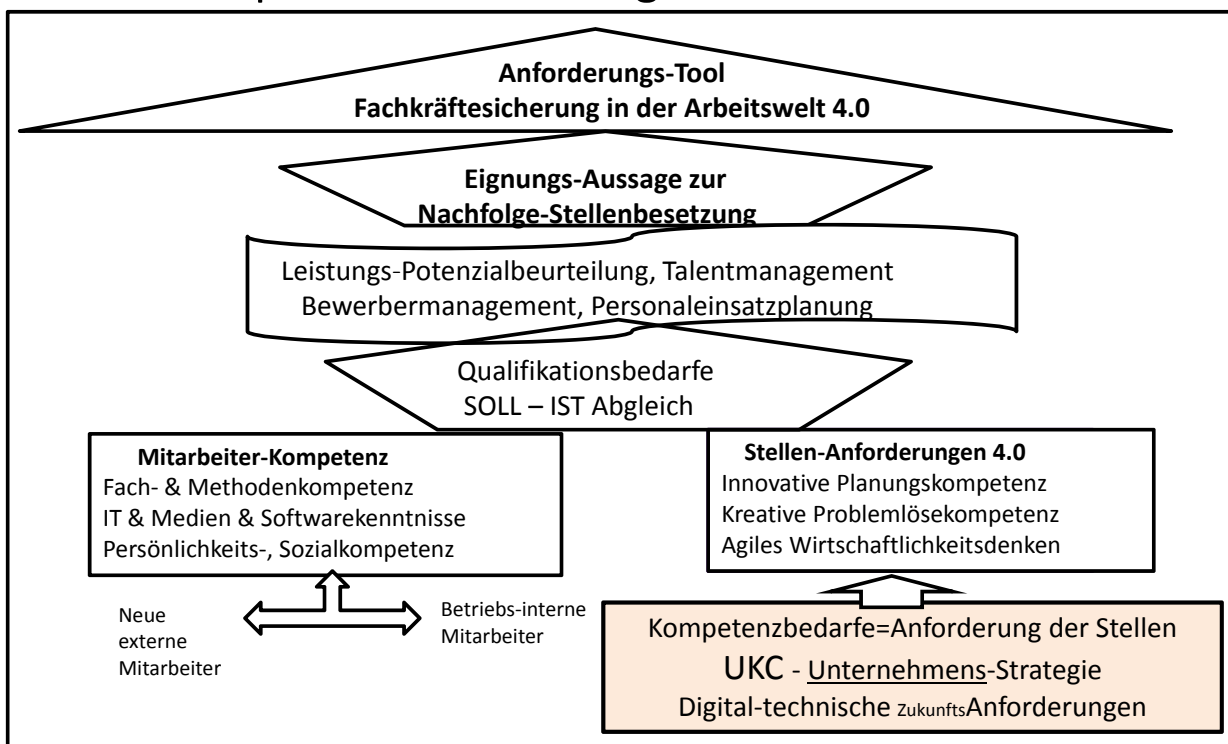 Anforderungs-Tool
Fachkräftesicherung in der Arbeitswelt 4.0
Eignungs-Aussage zur
Nachfolge-Stellenbesetzung
Leistungs-Potenzialbeurteilung, Talentmanagement
Bewerbermanagement, Personaleinsatzplanung
Qualifikationsbedarfe
SOLL – IST Abgleich
Mitarbeiter-Kompetenz
Fach- & Methodenkompetenz
IT & Medien & Softwarekenntnisse
Persönlichkeits-, Sozialkompetenz
Stellen-Anforderungen 4.0
Innovative Planungskompetenz
Kreative Problemlösekompetenz
Agiles Wirtschaftlichkeitsdenken
Neue
externe
Mitarbeiter
Betriebs-interne
Mitarbeiter
Kompetenzbedarfe=Anforderung der Stellen
UKC - Unternehmens-Strategie
Digital-technische ZukunftsAnforderungen